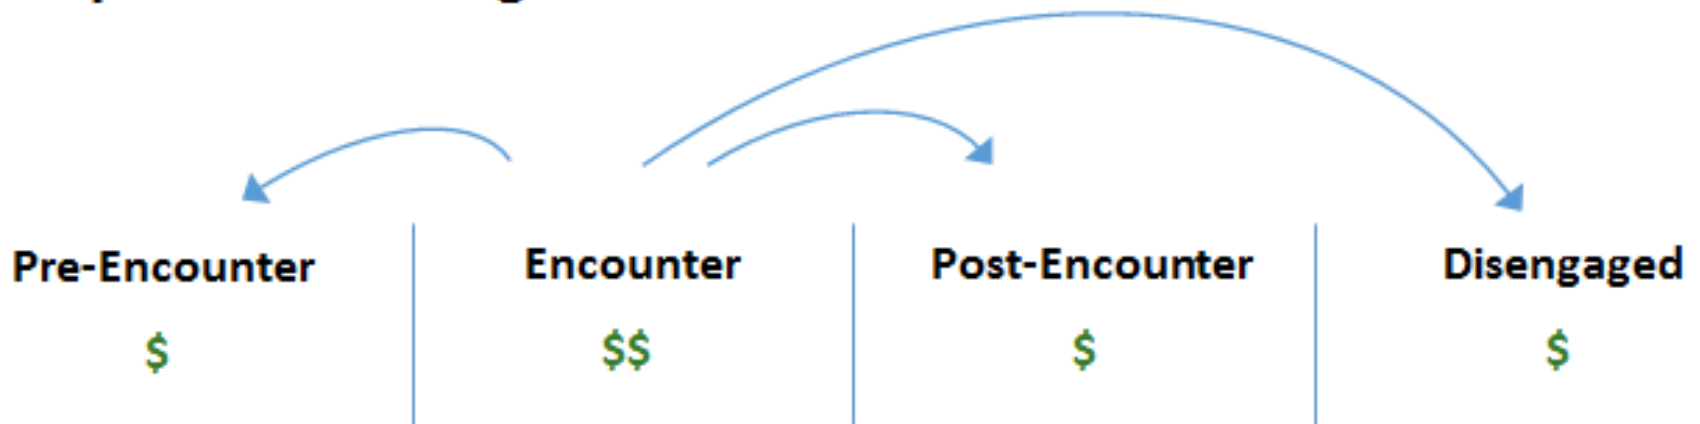 Pre-Encounter Encounter Post-Encounter Disengaged
$ $$ $ $